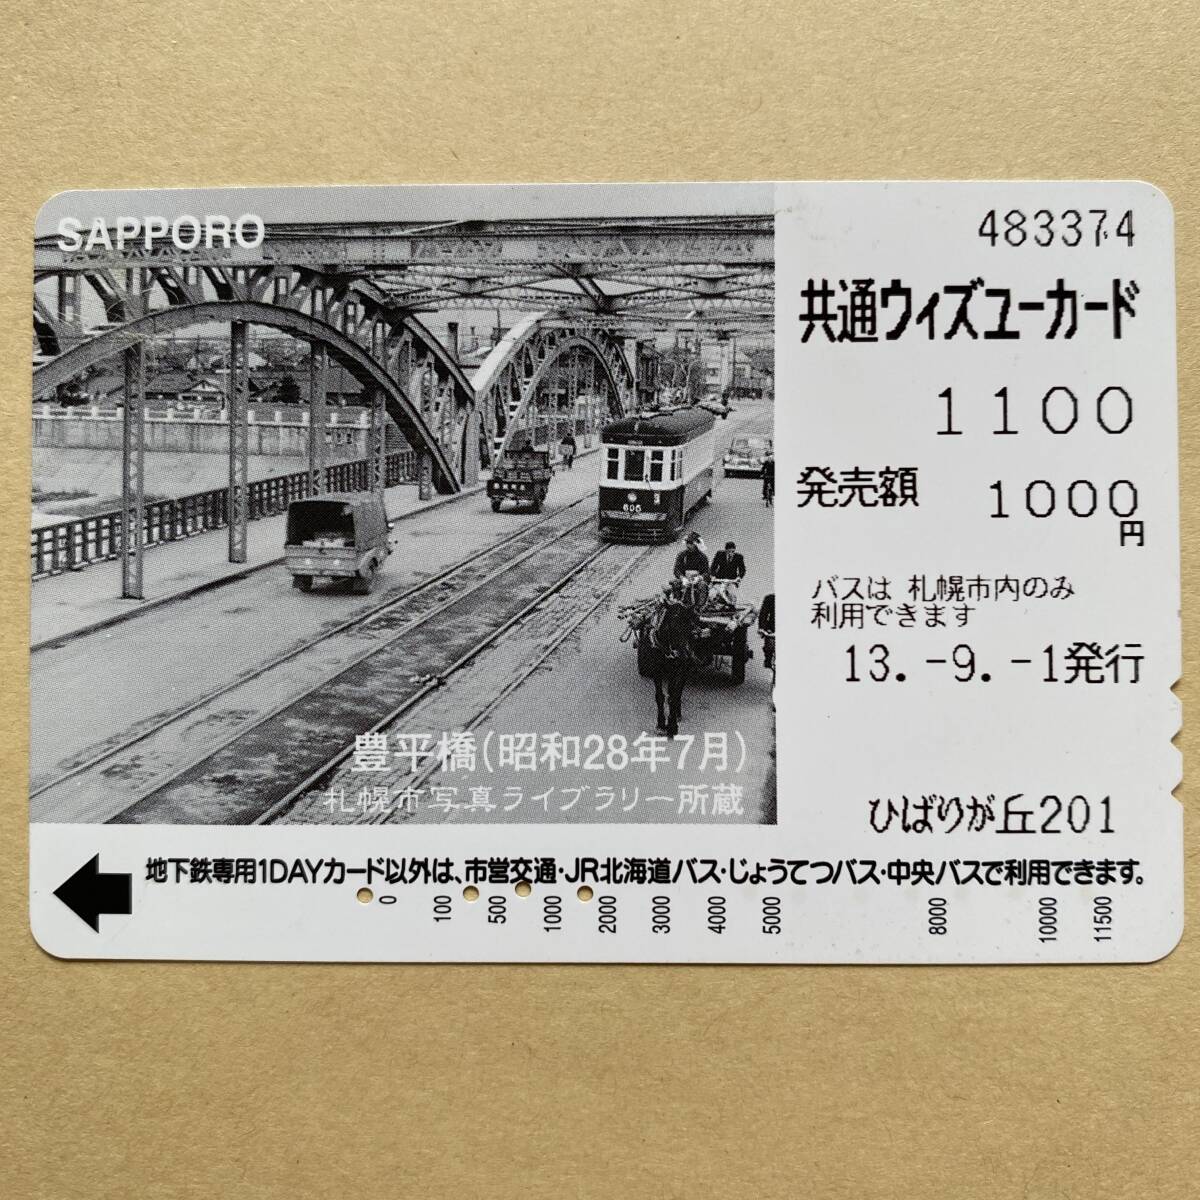 SAPPORO
483374
共通ウィズユーカード
1100
発売額 1000円
バスは 札幌市内のみ
利用できます
13.-9.-1発行
605
豊平橋(昭和28年7月)
札幌市写真ライブラリー所蔵
ひばりが丘201
地下鉄専用1DAYカード以外は、市営交通・JR北海道バス・じょうてつバス・中央バスで利用できます。
0 100 500 1000 2000 3000 4000 5000 8000 10000 11500